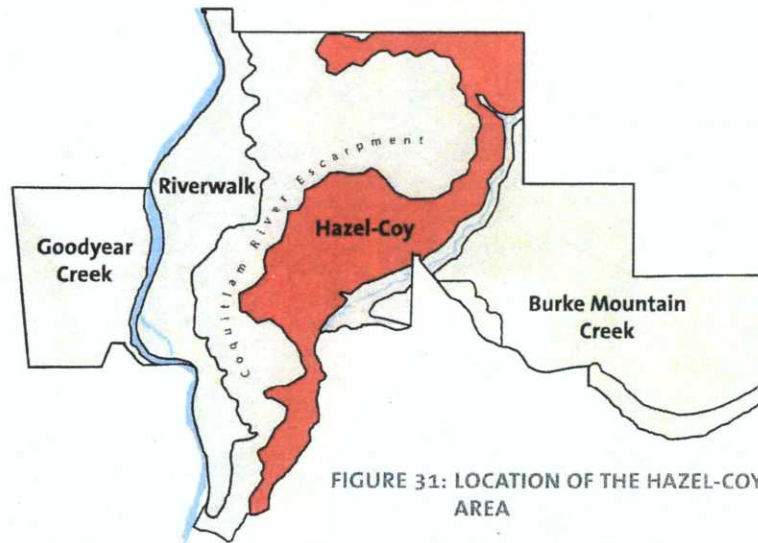 Riverwalk
Coquitlam River Escarpment
Hazel-Coy
Goodyear
Creek
Burke Mountain
Creek
FIGURE 31: LOCATION OF THE HAZEL-COY
AREA